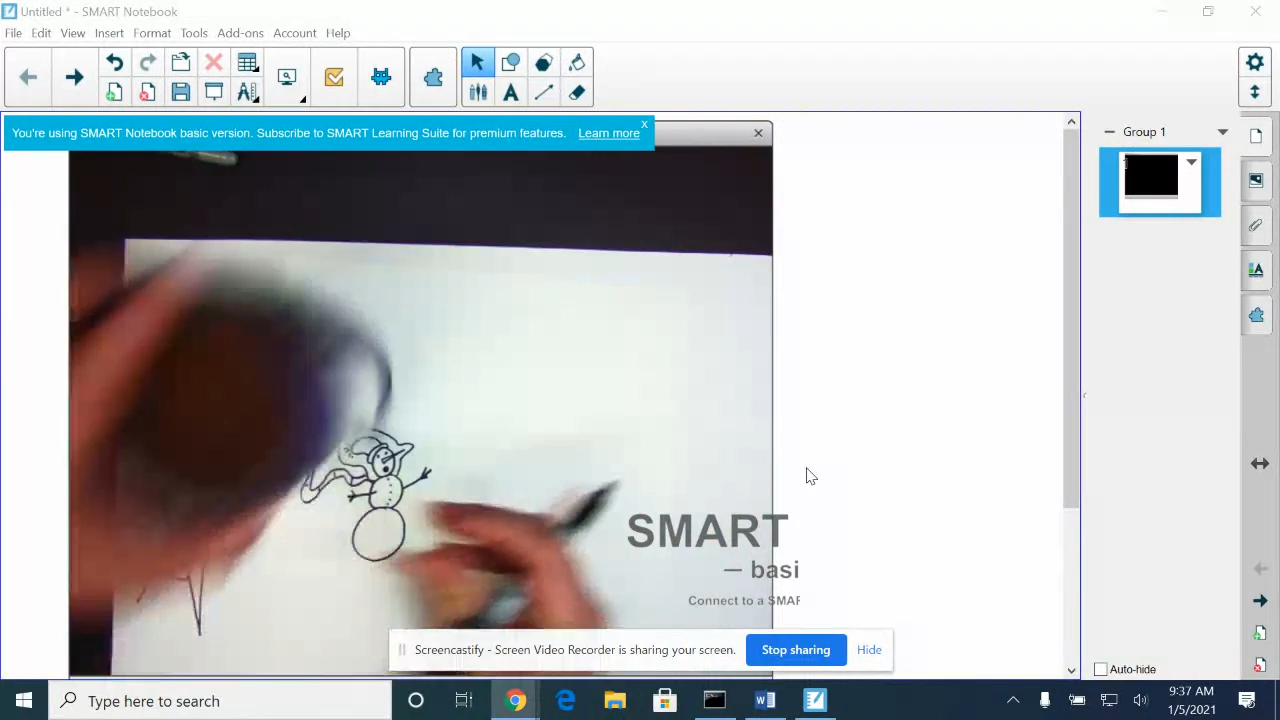 Untitled * - SMART Notebook
File Edit View Insert Format Tools Add-ons Account Help
You're using SMART Notebook basic version. Subscribe to SMART Learning Suite for premium features. Learn more x
Group 1
1
SMART
— basi
Connect to a SMAR
Screencastify - Screen Video Recorder is sharing your screen. Stop sharing Hide
Auto-hide
Type here to search
9:37 AM
1/5/2021